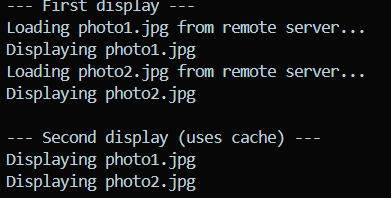 --- First display ---
Loading photo1.jpg from remote server...
Displaying photo1.jpg
Loading photo2.jpg from remote server...
Displaying photo2.jpg

--- Second display (uses cache) ---
Displaying photo1.jpg
Displaying photo2.jpg